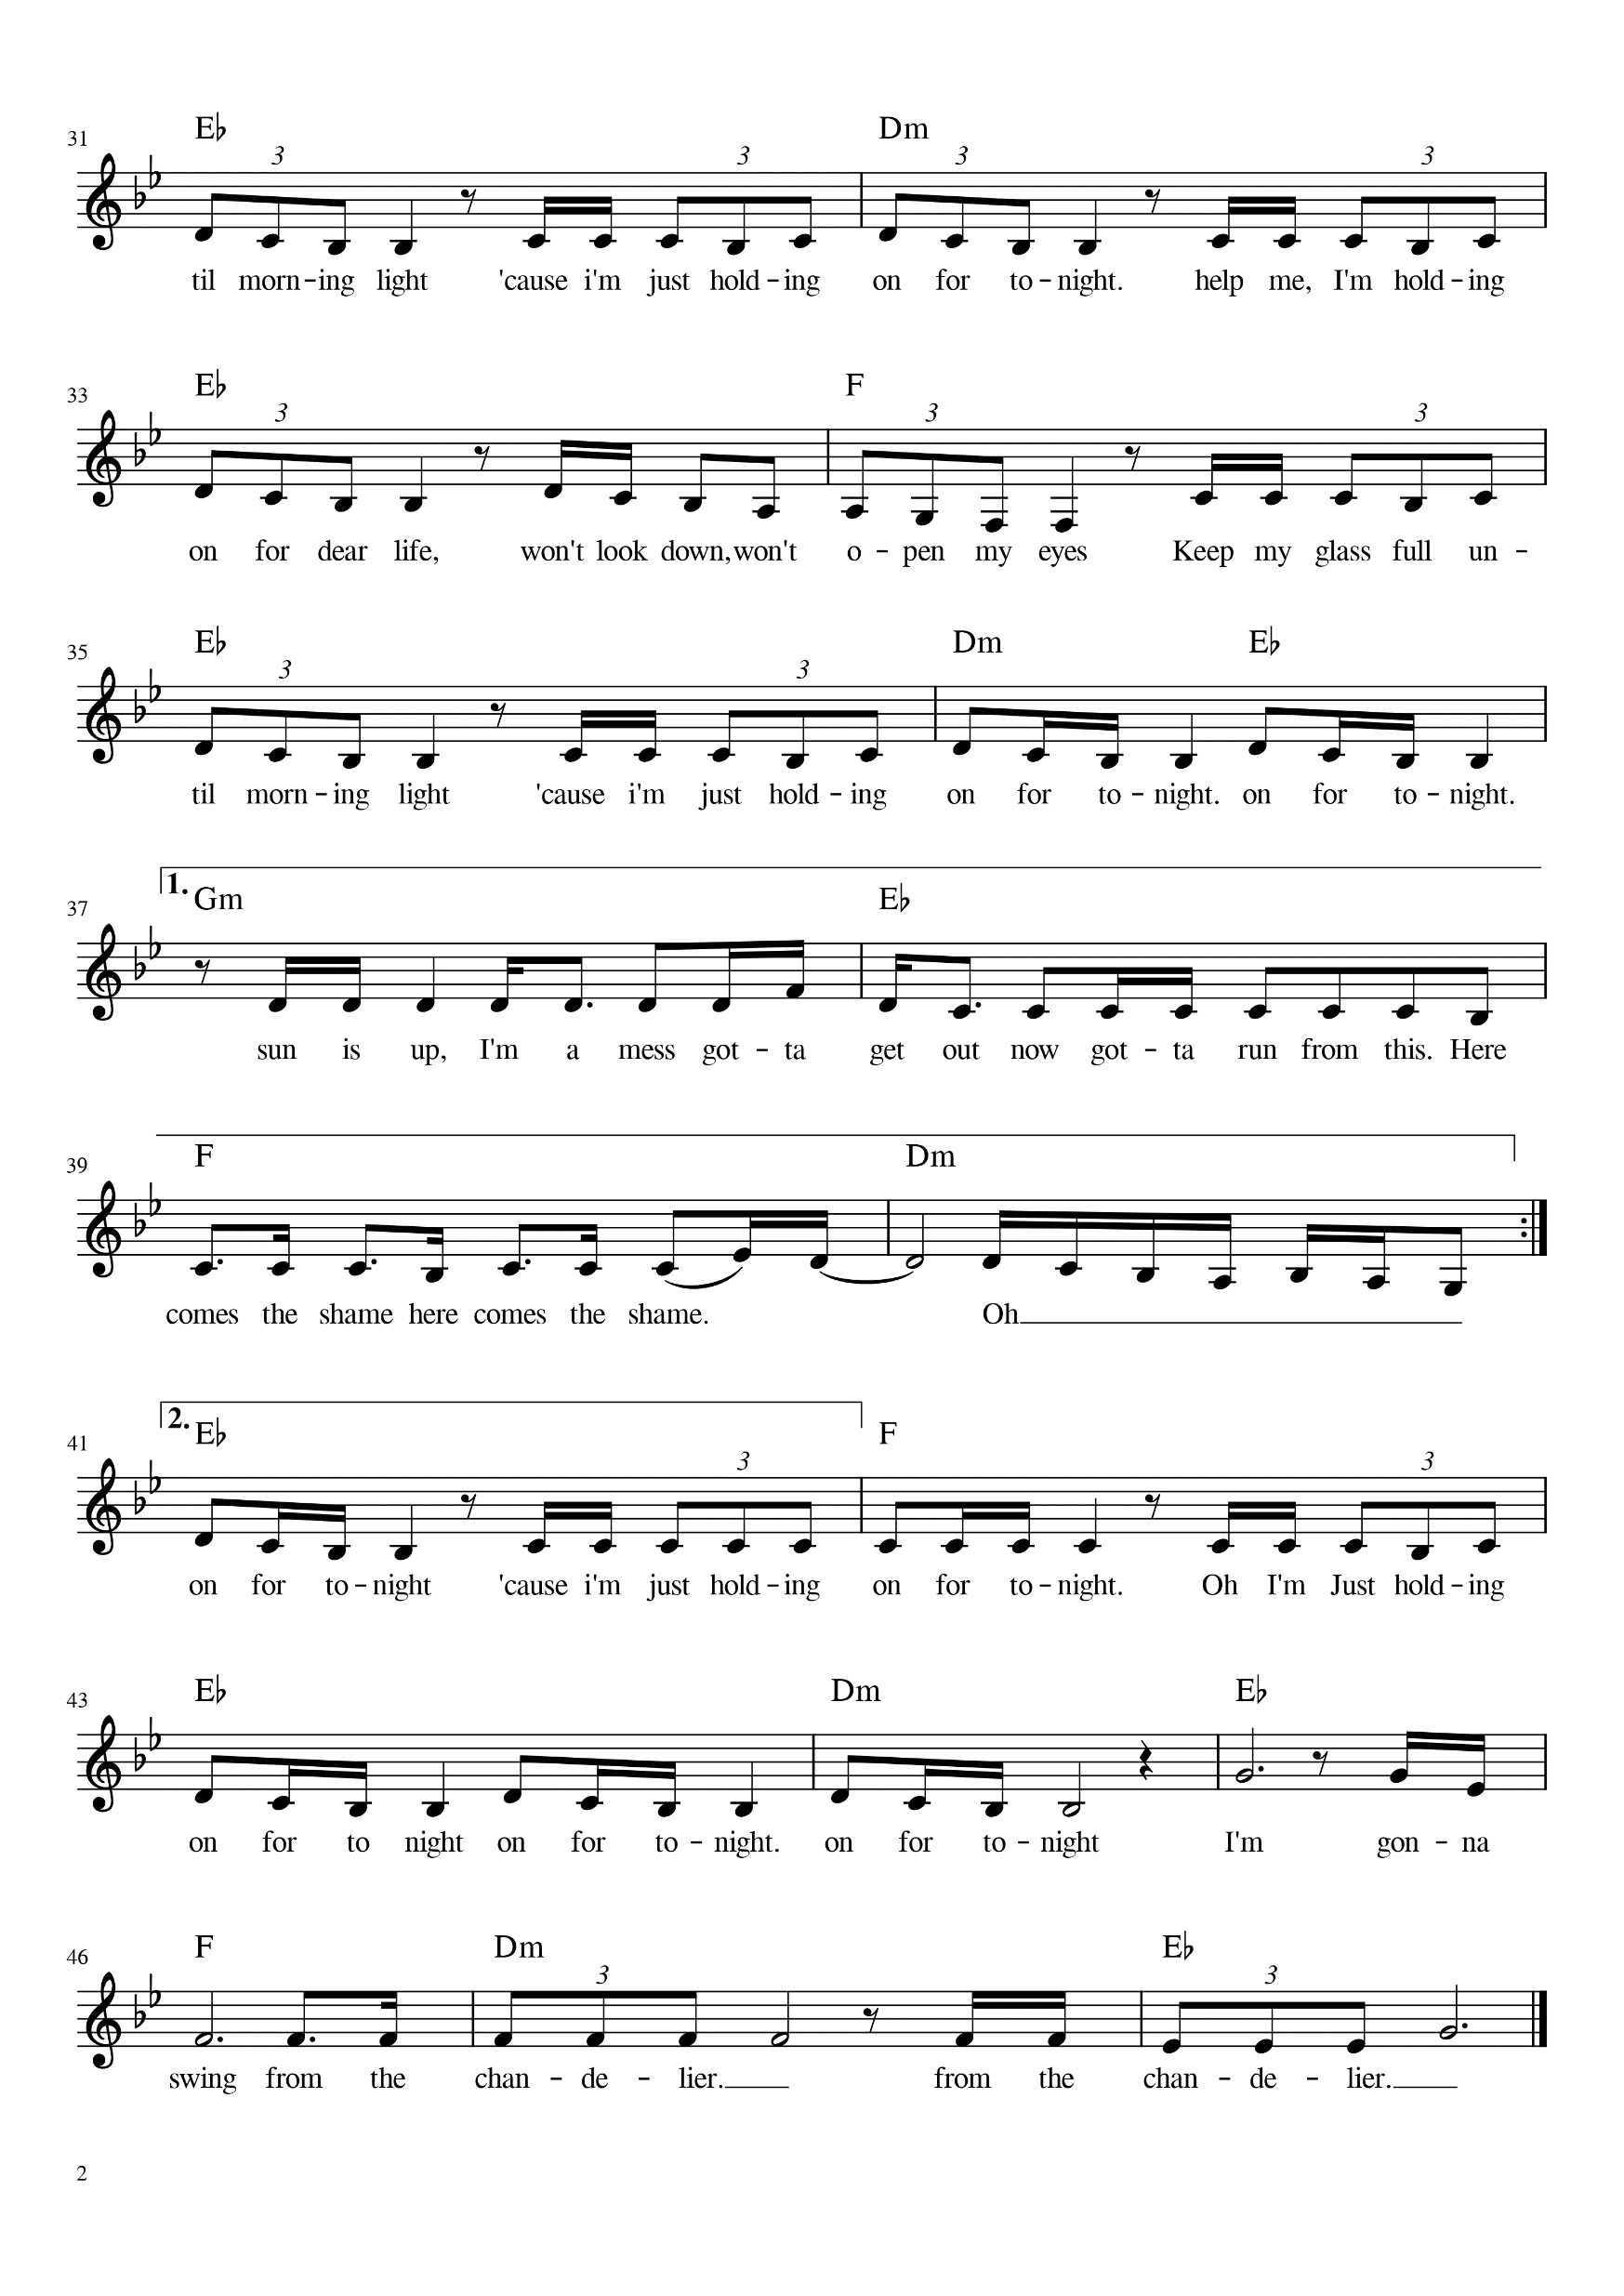 31 E♭ 3 3 Dm 3 3
til morn - ing light 'cause i'm just hold - ing on for to - night. help me, I'm hold - ing
33 E♭ 3 F 3 3
on for dear life, won't look down, won't o - pen my eyes Keep my glass full un -
35 E♭ 3 3 Dm E♭
til morn - ing light 'cause i'm just hold - ing on for to - night. on for to - night.
37 1. Gm E♭
sun is up, I'm a mess got - ta get out now got - ta run from this. Here
39 F Dm
comes the shame here comes the shame. Oh
41 2. E♭ 3 F 3
on for to - night 'cause i'm just hold - ing on for to - night. Oh I'm Just hold - ing
43 E♭ Dm E♭
on for to night on for to - night. on for to - night I'm gon - na
46 F Dm 3 E♭ 3
swing from the chan - de - lier. from the chan - de - lier.
2